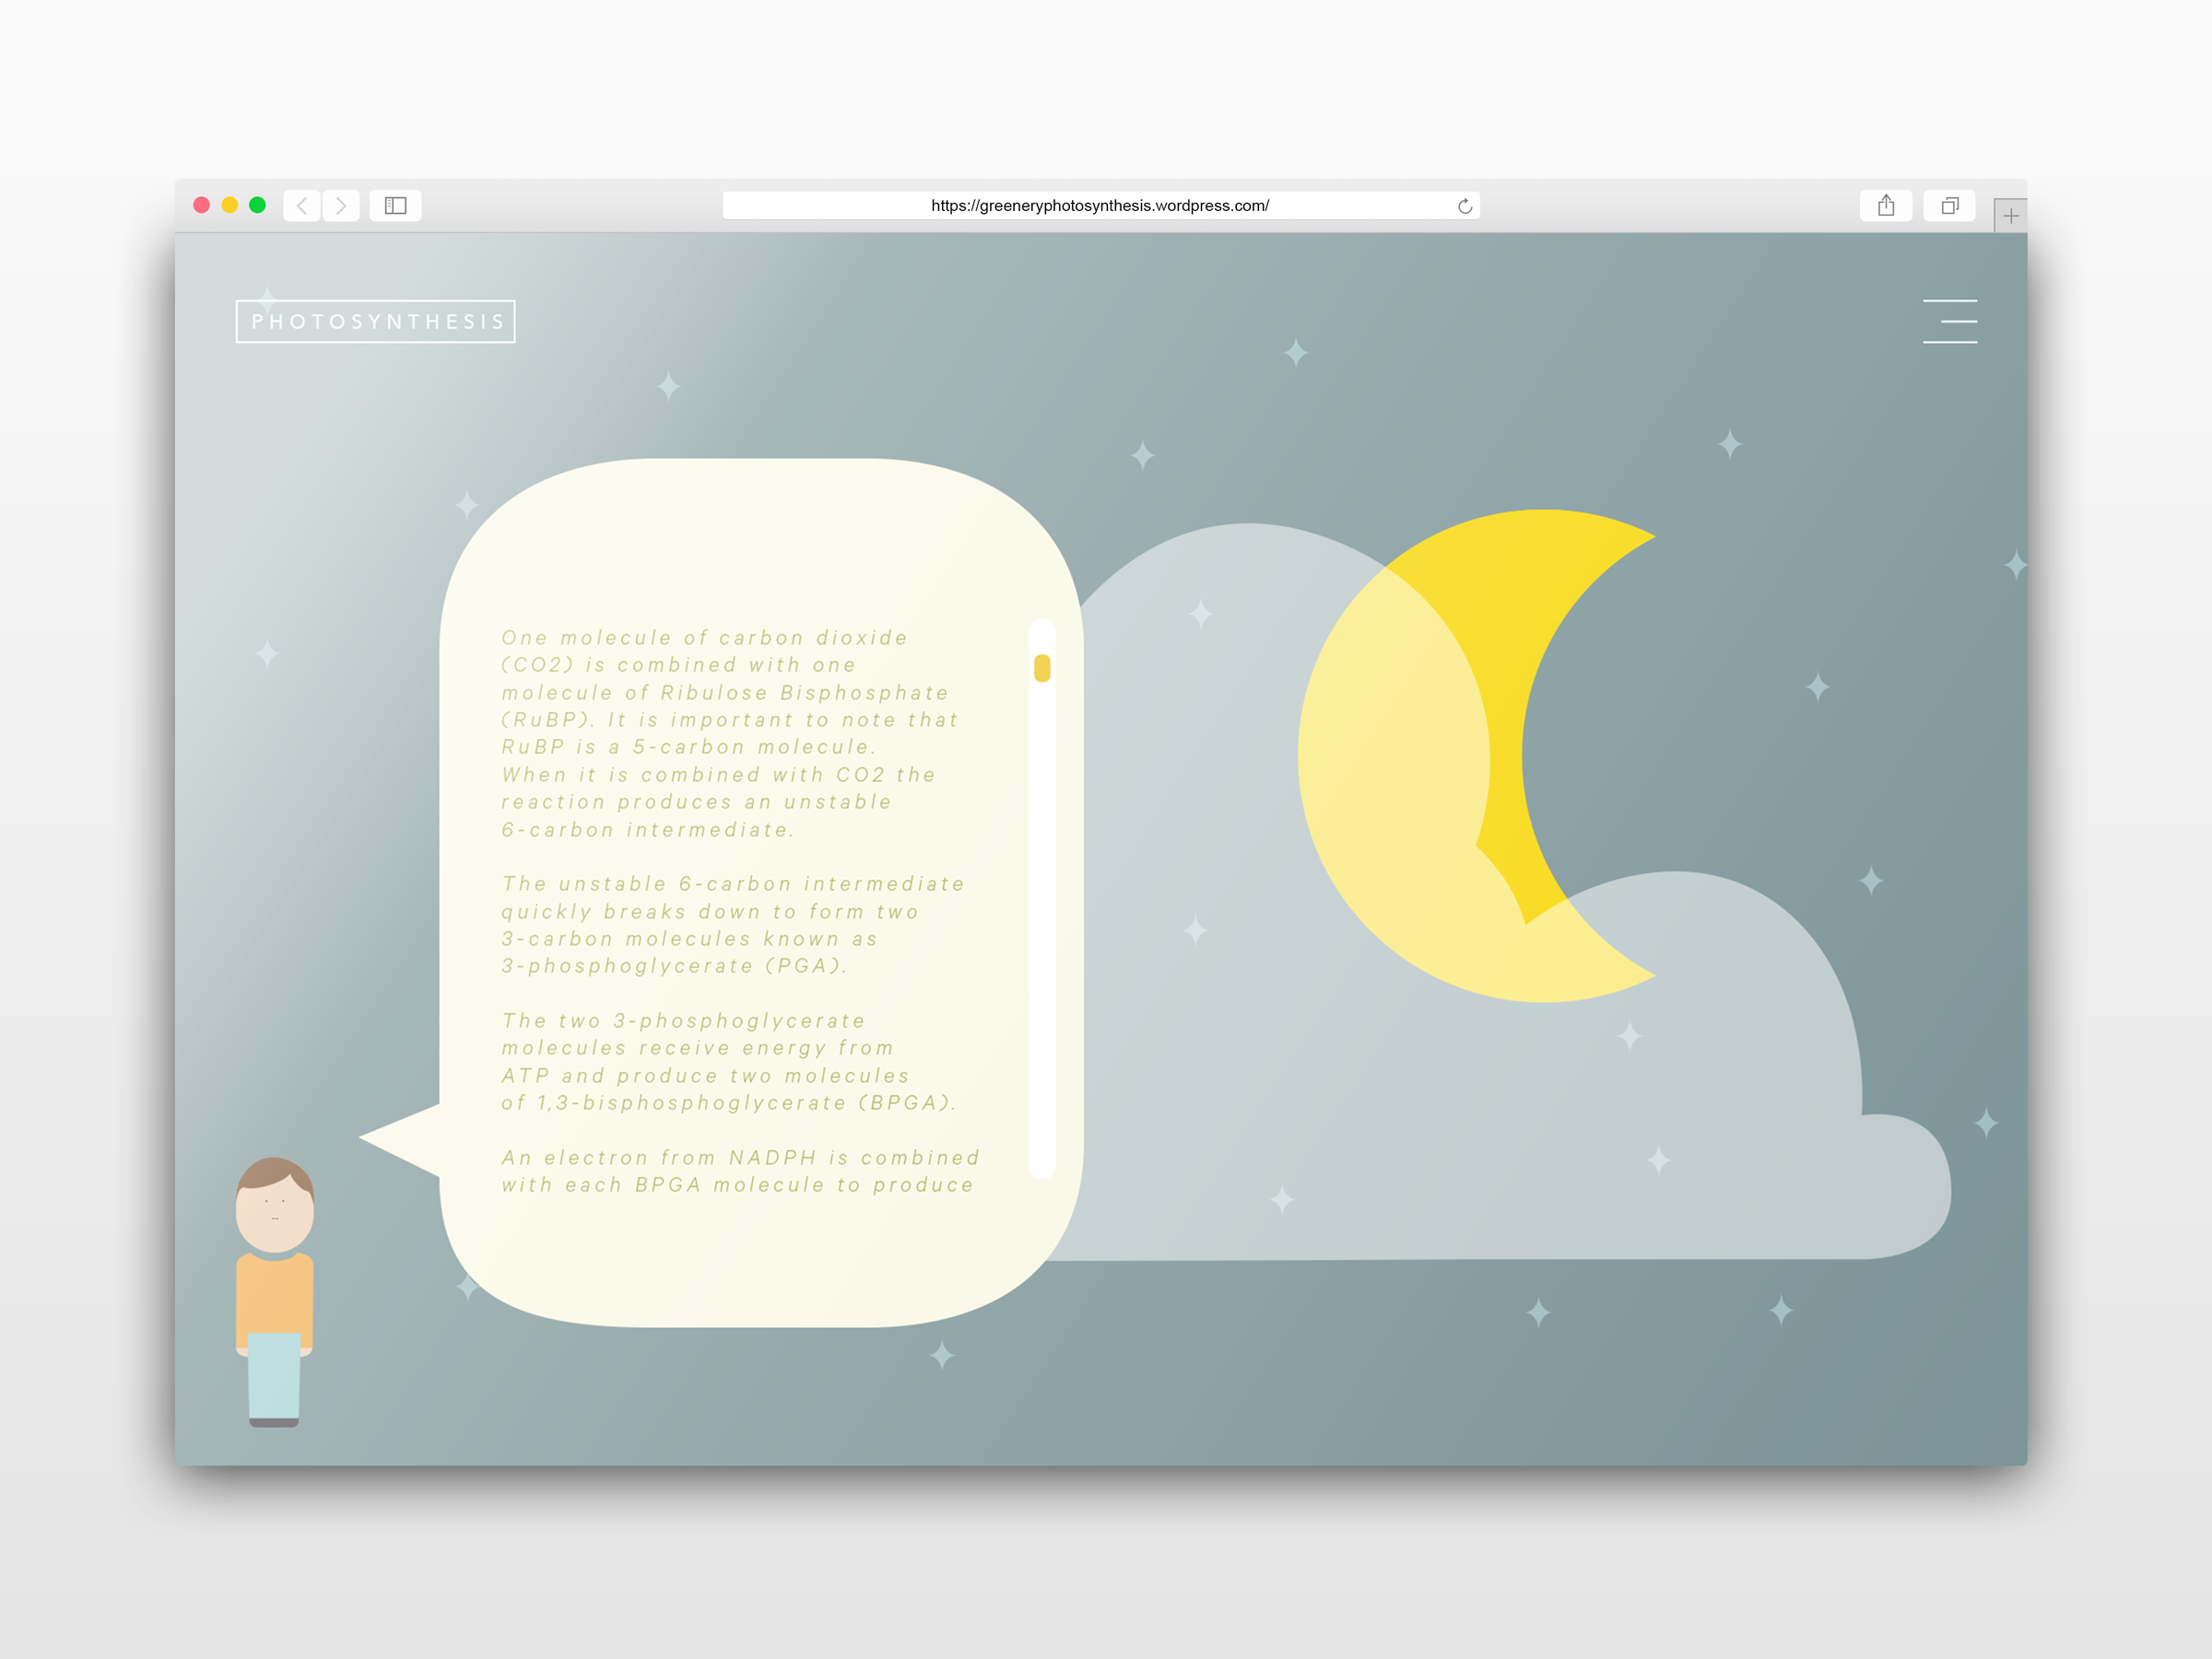 https://greeneryphotosynthesis.wordpress.com/
PHOTOSYNTHESIS
One molecule of carbon dioxide
(CO2) is combined with one
molecule of Ribulose Bisphosphate
(RuBP). It is important to note that
RuBP is a 5-carbon molecule.
When it is combined with CO2 the
reaction produces an unstable
6-carbon intermediate.
The unstable 6-carbon intermediate
quickly breaks down to form two
3-carbon molecules known as
3-phosphoglycerate (PGA).
The two 3-phosphoglycerate
molecules receive energy from
ATP and produce two molecules
of 1,3-bisphosphoglycerate (BPGA).
An electron from NADPH is combined
with each BPGA molecule to produce